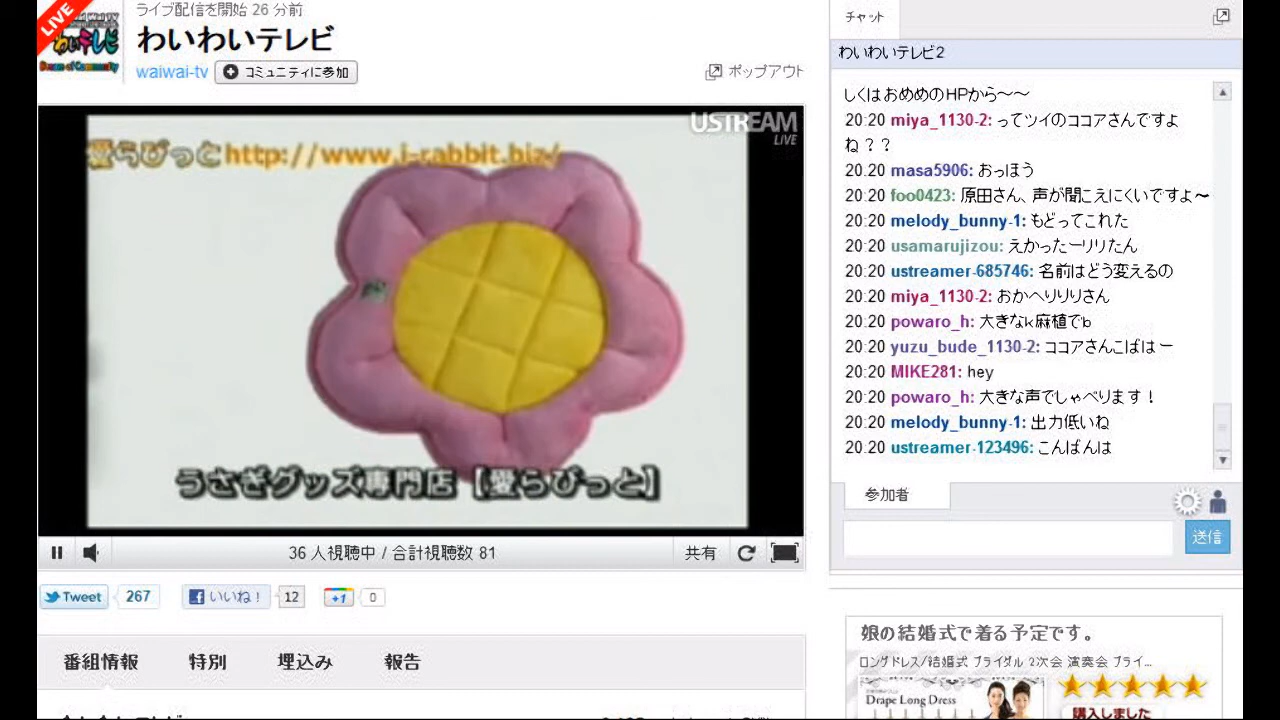 LIVE
ライブ配信を開始 26 分前
わいわいテレビ
waiwai-tv
コミュニティに参加
ポップアウト
USTREAM
LIVE
愛らびっとhttp://www.i-rabbit.biz/
うさぎグッズ専門店【愛らびっと】
36 人視聴中 / 合計視聴数 81
共有
Tweet 267
いいね! 12
+1 0
番組情報 特別 埋込み 報告
チャット
わいわいテレビ2
しくはおめめのHPから～～
20:20 miya_1130-2: ってツイのココアさんですよ
ね？？
20:20 masa5906: おっほう
20:20 foo0423: 原田さん、声が聞こえにくいですよ～
20:20 melody_bunny-1: もどってこれた
20:20 usamarujizou: えかったーリリたん
20:20 ustreamer-685746: 名前はどう変えるの
20:20 miya_1130-2: おかへりりりさん
20:20 powaro_h: 大きなk麻植でb
20:20 yuzu_bude_1130-2: ココアさんこばはー
20:20 MIKE281: hey
20:20 powaro_h: 大きな声でしゃべります！
20:20 melody_bunny-1: 出力低いね
20:20 ustreamer-123496: こんばんは
参加者
送信
娘の結婚式で着る予定です。
ロングドレス/結婚式 ブライダル 2次会 演奏会 ブライ...
Drape Long Dress
購入しました